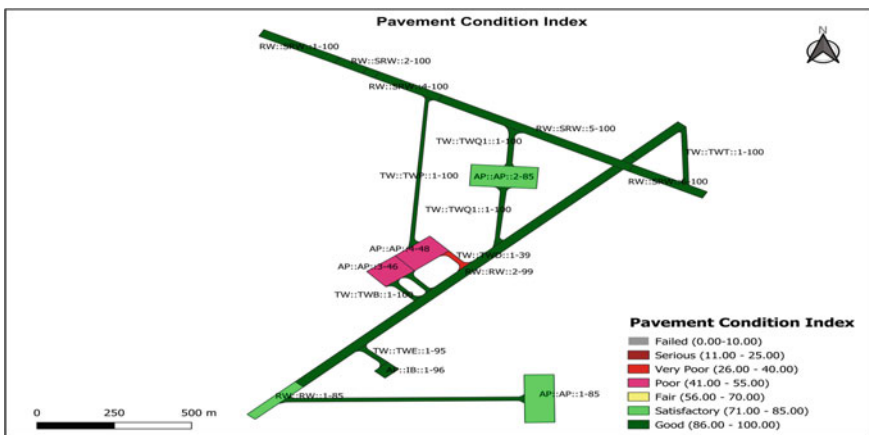 Pavement Condition Index
N
RW::SRW::1-100
RW::SRW::2-100
RW::SRW::4-100
RW::SRW::5-100
TW::TWQ1::1-100
TW::TWT::1-100
TW::TWP::1-100
AP::AP::2-85
TW::TWQ1::1-100
AP::AP::4-48
TW::TWD::1-39
AP::AP::3-46
RW::RW::2-99
TW::TWB::1-100
TW::TWE::1-95
AP::IB::1-96
RW::RW::1-85
AP::AP::1-85
0 250 500 m
Pavement Condition Index
Failed (0.00-10.00)
Serious (11.00 - 25.00)
Very Poor (26.00 - 40.00)
Poor (41.00 - 55.00)
Fair (56.00 - 70.00)
Satisfactory (71.00 - 85.00)
Good (86.00 - 100.00)